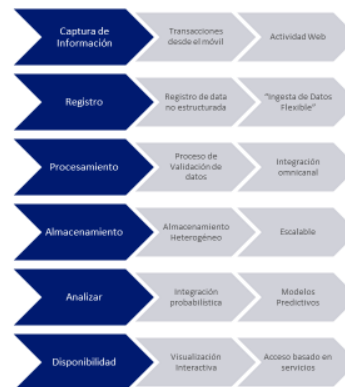 Captura de
Información
Transacciones
desde el móvil
Actividad Web
Registro
Registro de data
no estructurada
"Ingesta de Datos
Flexible"
Procesamiento
Proceso de
Validación de
datos
Integración
omnicanal
Almacenamiento
Almacenamiento
Heterogéneo
Escalable
Analizar
Integración
probabilística
Modelos
Predictivos
Disponibilidad
Visualización
Interactiva
Acceso basado en
servicios